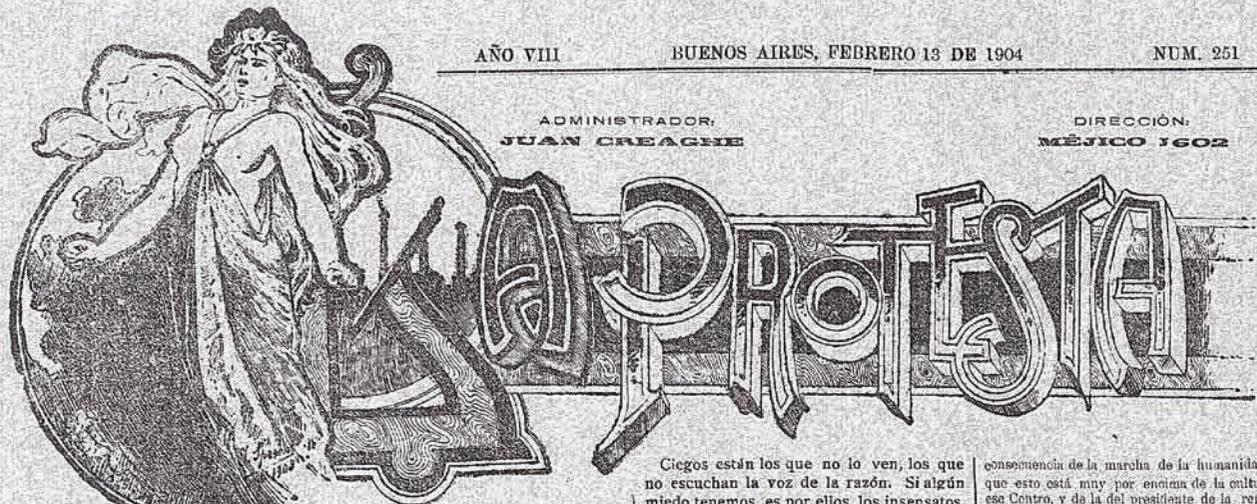 AÑO VIII BUENOS AIRES, FEBRERO 13 DE 1904 NUM. 251
ADMINISTRADOR:
JUAN CREAGHE
DIRECCIÓN:
MÉJICO 1602
LA PROTESTA
Ciegos están los que no lo ven, los que
no escuchan la voz de la razón. Si algún
miedo tenemos, es por ellos, los insensatos,
consecuencia de la marcha de la humanida
que esto está muy por encima de la cult
ese Centro, y de la del presidente de la